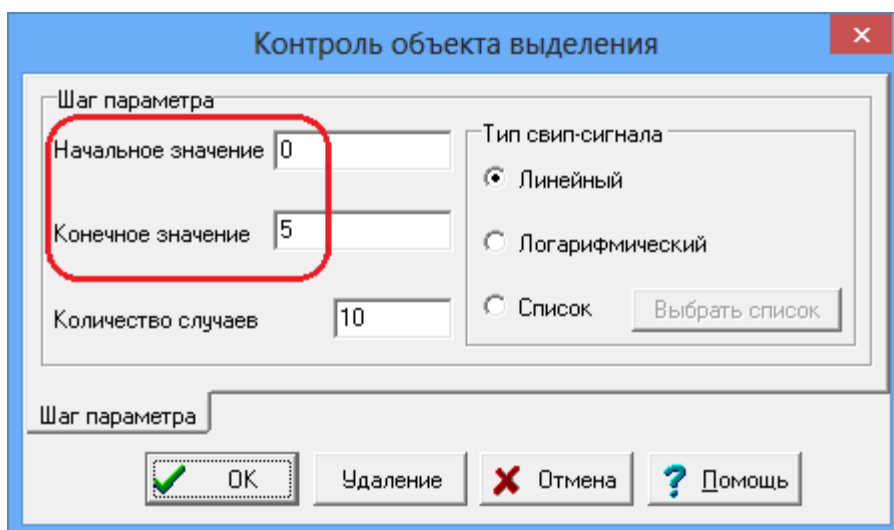 Контроль объекта выделения
Шаг параметра
Начальное значение 0
Конечное значение 5
Количество случаев 10
Тип свип-сигнала
Линейный
Логарифмический
Список Выбрать список
Шаг параметра
OK Удаление Отмена Помощь